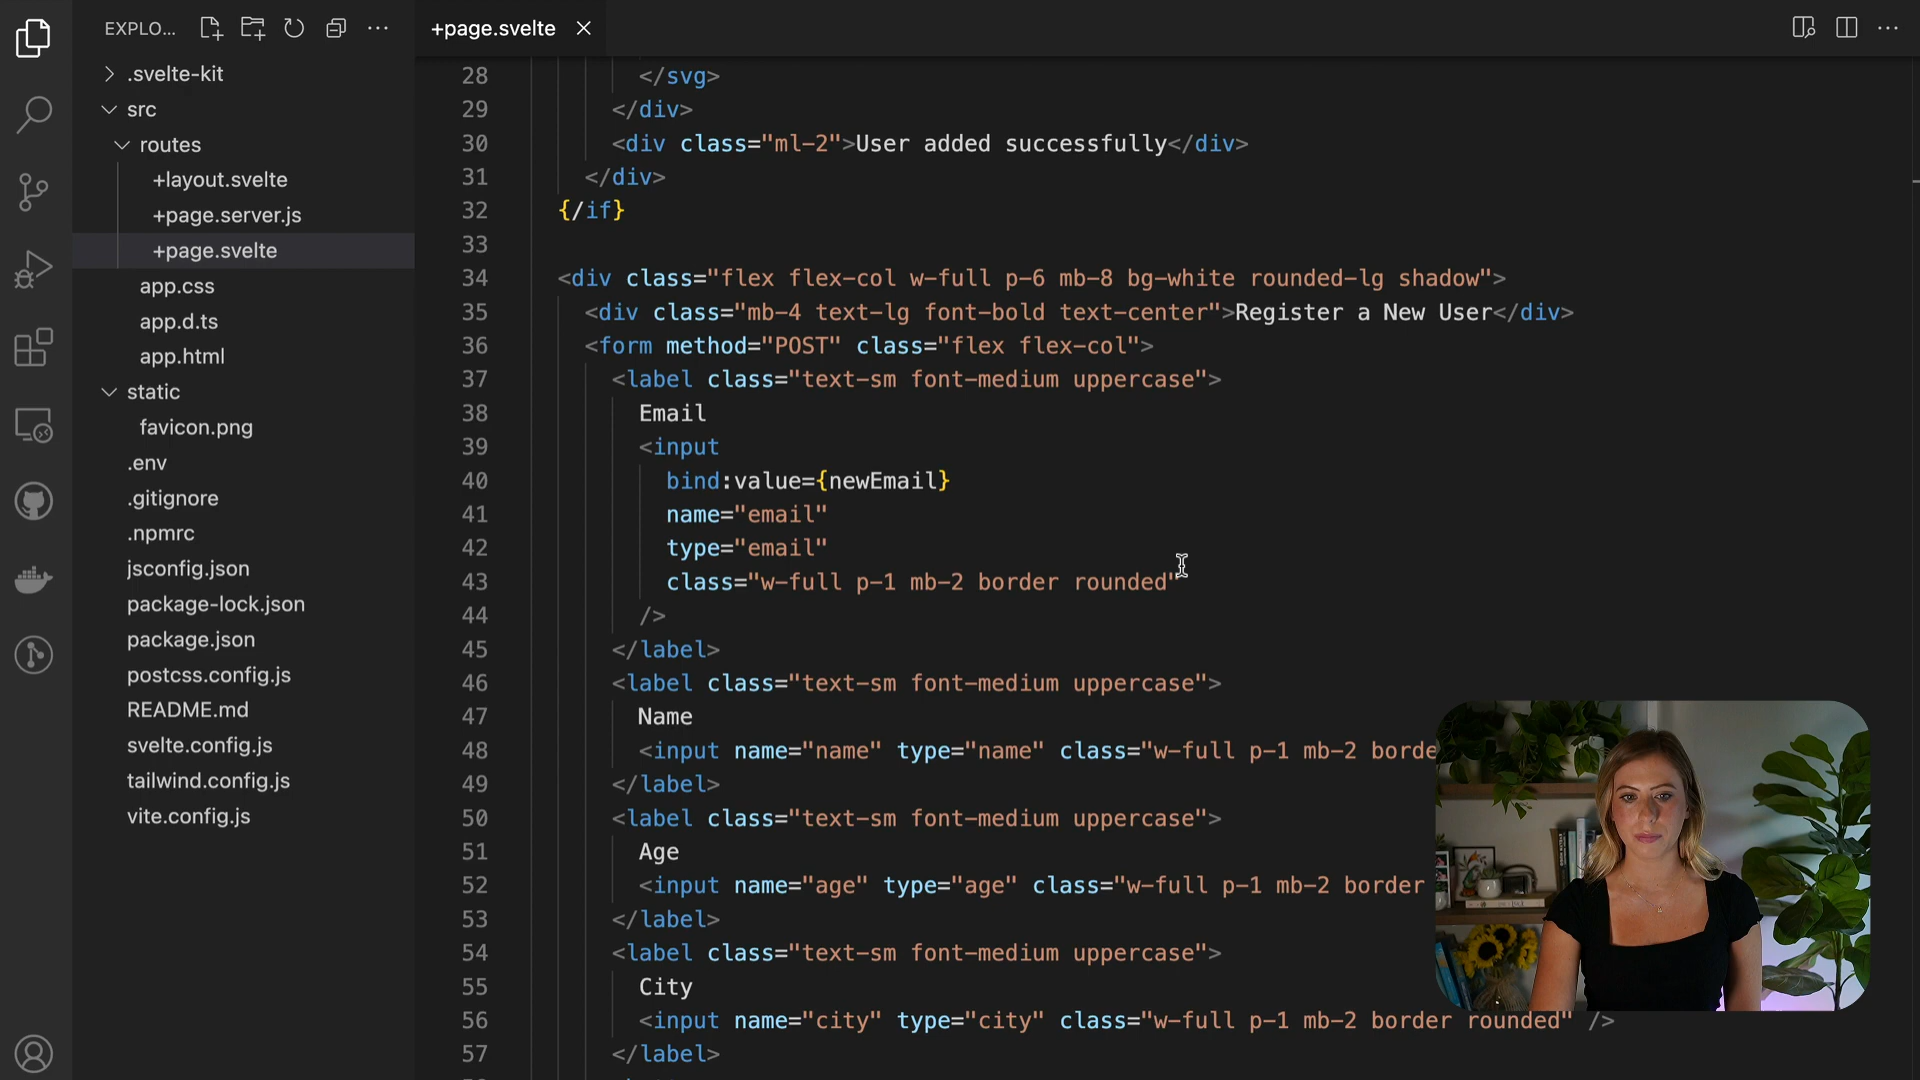 EXPLO...
.svelte-kit
src
routes
+layout.svelte
+page.server.js
+page.svelte
app.css
app.d.ts
app.html
static
favicon.png
.env
.gitignore
.npmrc
jsconfig.json
package-lock.json
package.json
postcss.config.js
README.md
svelte.config.js
tailwind.config.js
vite.config.js
+page.svelte
28 </svg>
29 </div>
30 <div class="ml-2">User added successfully</div>
31 </div>
32 {/if}
33
34 <div class="flex flex-col w-full p-6 mb-8 bg-white rounded-lg shadow">
35 <div class="mb-4 text-lg font-bold text-center">Register a New User</div>
36 <form method="POST" class="flex flex-col">
37 <label class="text-sm font-medium uppercase">
38 Email
39 <input
40 bind:value={newEmail}
41 name="email"
42 type="email"
43 class="w-full p-1 mb-2 border rounded"
44 />
45 </label>
46 <label class="text-sm font-medium uppercase">
47 Name
48 <input name="name" type="name" class="w-full p-1 mb-2 borde
49 </label>
50 <label class="text-sm font-medium uppercase">
51 Age
52 <input name="age" type="age" class="w-full p-1 mb-2 border
53 </label>
54 <label class="text-sm font-medium uppercase">
55 City
56 <input name="city" type="city" class="w-full p-1 mb-2 border rounded" />
57 </label>